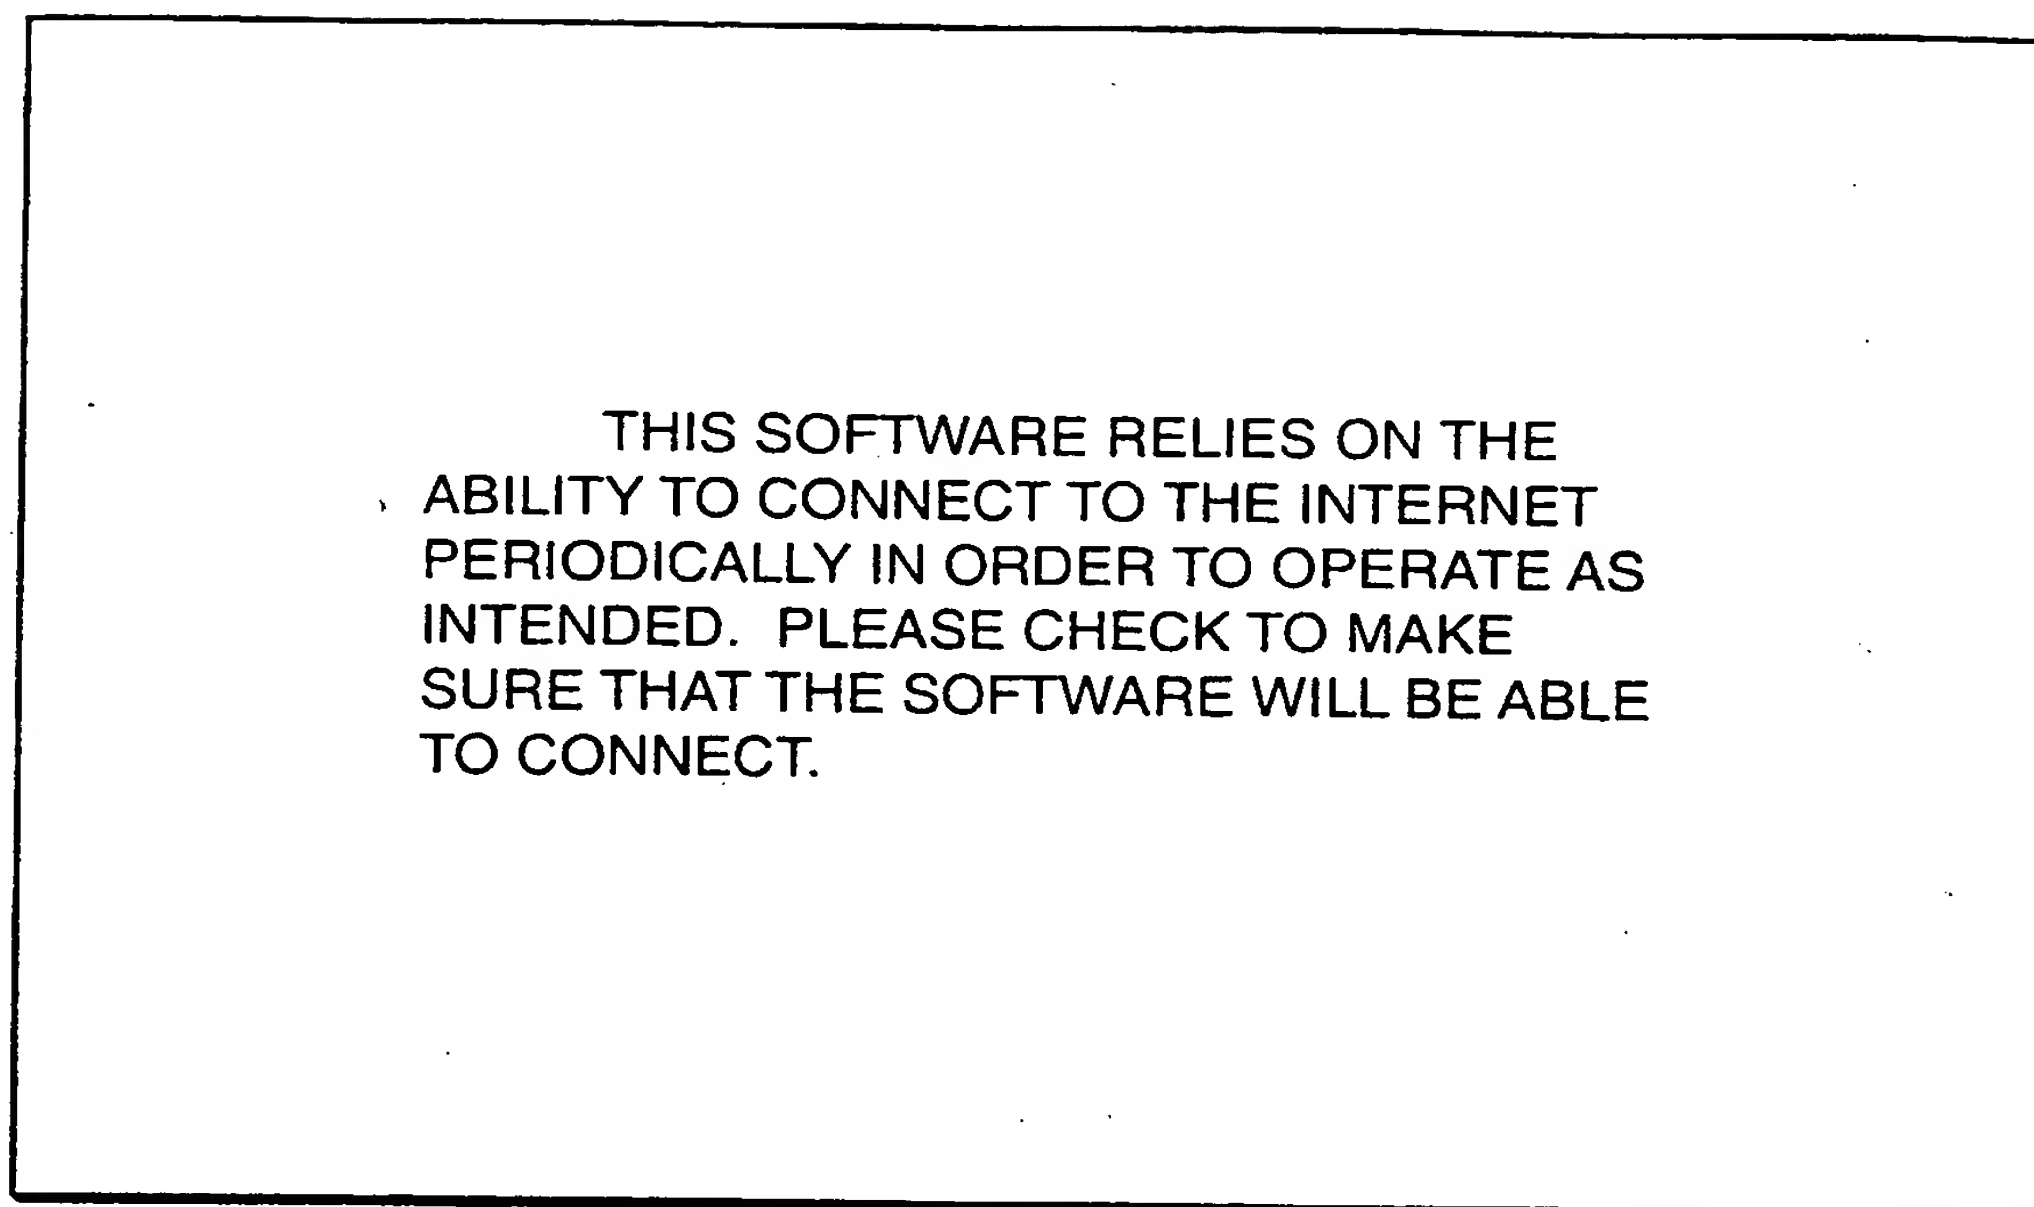 THIS SOFTWARE RELIES ON THE
ABILITY TO CONNECT TO THE INTERNET
PERIODICALLY IN ORDER TO OPERATE AS
INTENDED. PLEASE CHECK TO MAKE
SURE THAT THE SOFTWARE WILL BE ABLE
TO CONNECT.